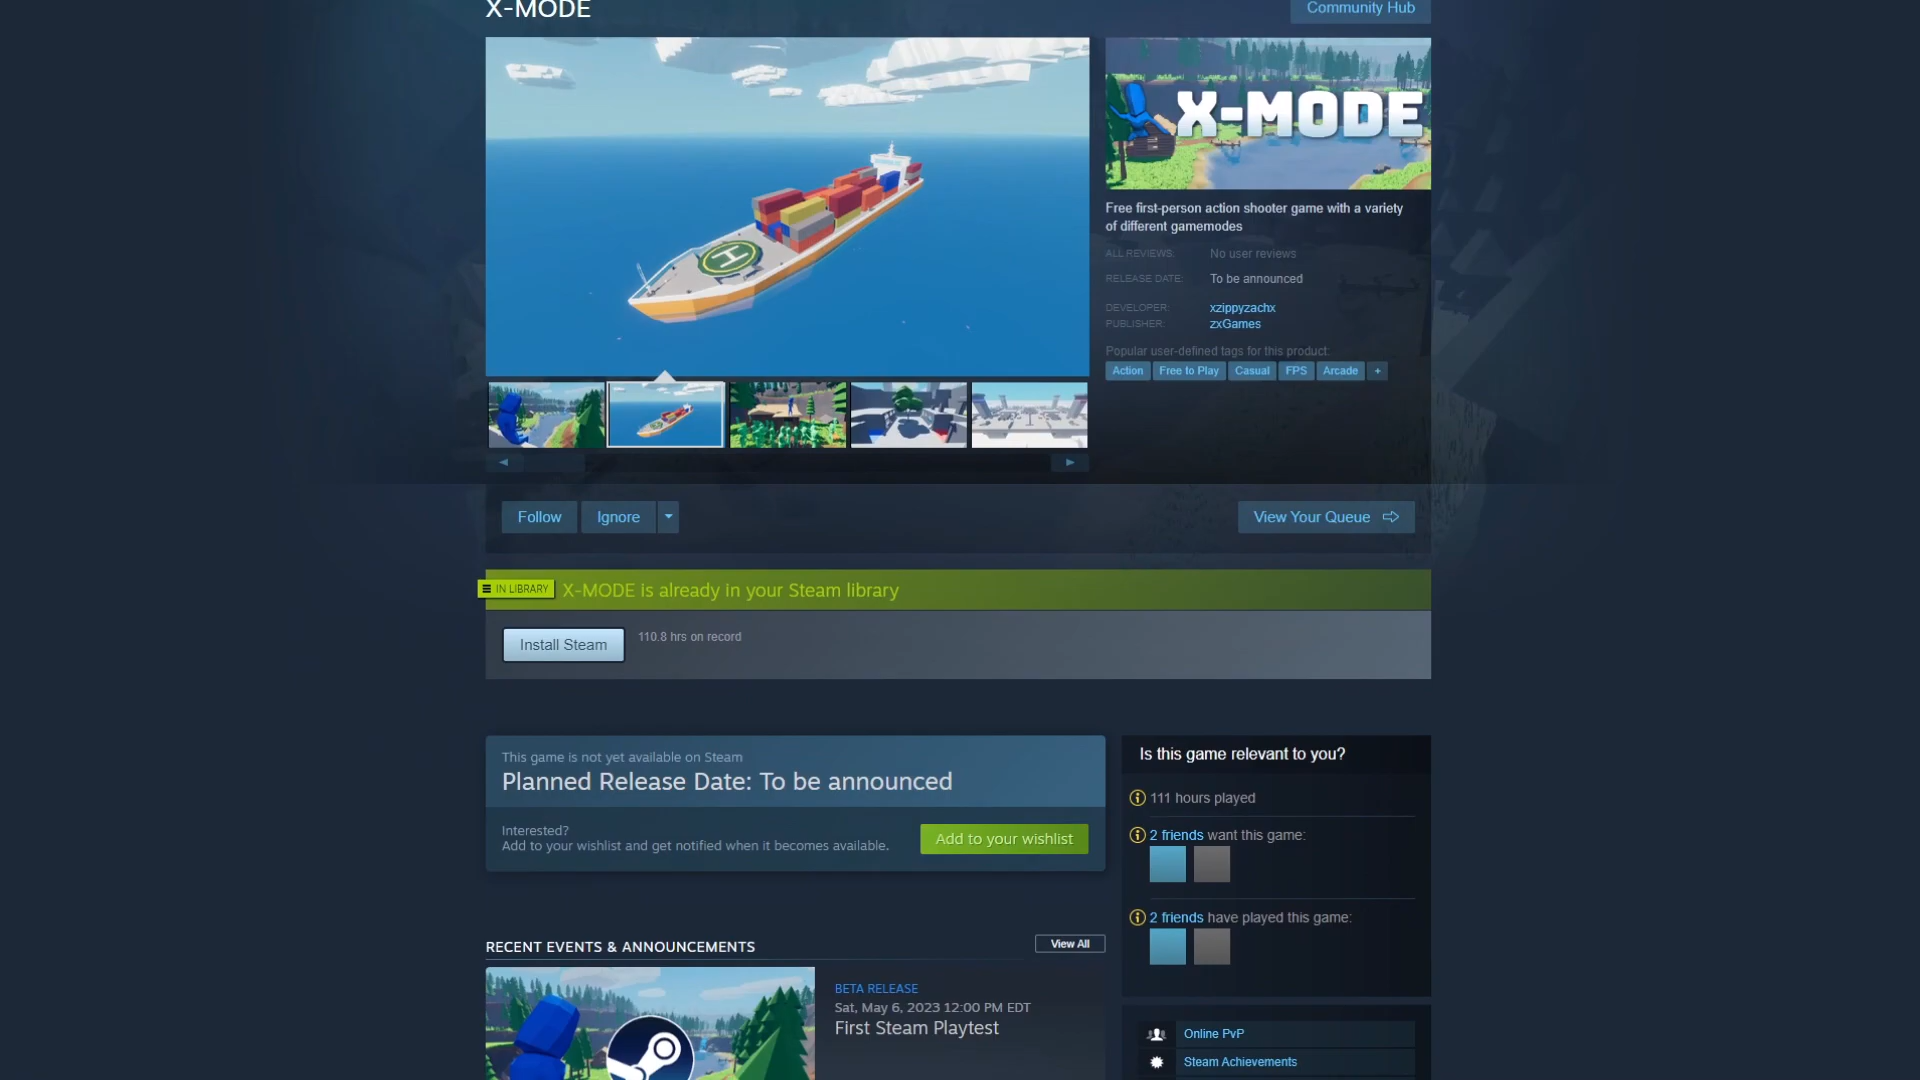 X-MODE
Community Hub
X-MODE
Free first-person action shooter game with a variety
of different gamemodes
ALL REVIEWS: No user reviews
RELEASE DATE: To be announced
DEVELOPER: xzippyzachx
PUBLISHER: zxGames
Popular user-defined tags for this product:
Action Free to Play Casual FPS Arcade +
Follow Ignore
View Your Queue
IN LIBRARY X-MODE is already in your Steam library
Install Steam 110.8 hrs on record
This game is not yet available on Steam
Planned Release Date: To be announced
Interested?
Add to your wishlist and get notified when it becomes available.
Add to your wishlist
Is this game relevant to you?
111 hours played
2 friends want this game:
2 friends have played this game:
RECENT EVENTS & ANNOUNCEMENTS
View All
BETA RELEASE
Sat, May 6, 2023 12:00 PM EDT
First Steam Playtest
Online PvP
Steam Achievements